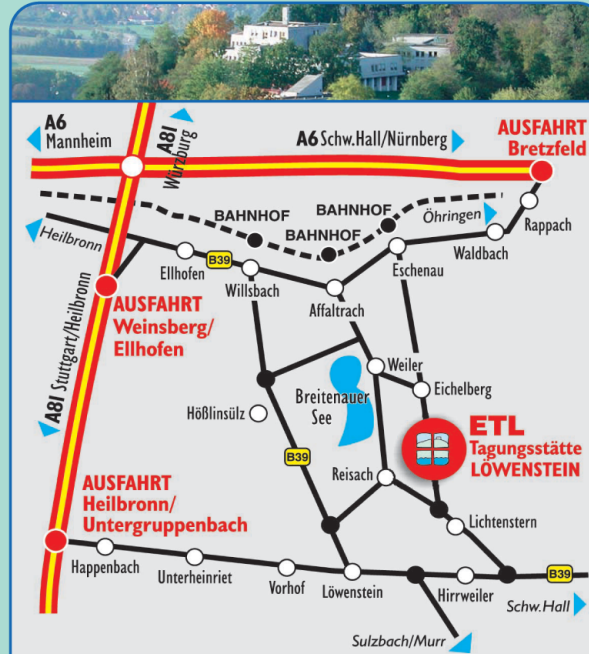 A6
Mannheim
A81
Würzburg
A6 Schw.Hall/Nürnberg
AUSFAHRT
Bretzfeld
BAHNHOF
BAHNHOF
BAHNHOF
Öhringen
Rappach
Heilbronn
Ellhofen
B39
Willsbach
Waldbach
Eschenau
Affaltrach
AUSFAHRT
Weinsberg/
Ellhofen
A81 Stuttgart/Heilbronn
Weiler
Breitenauer
See
Eichelberg
Hößlinsülz
ETL
Tagungsstätte
LÖWENSTEIN
B39
Reisach
AUSFAHRT
Heilbronn/
Untergruppenbach
Lichtenstern
Happenbach
Unterheinriet
Vorhof
Löwenstein
Hirrweiler
B39
Schw.Hall
Sulzbach/Murr